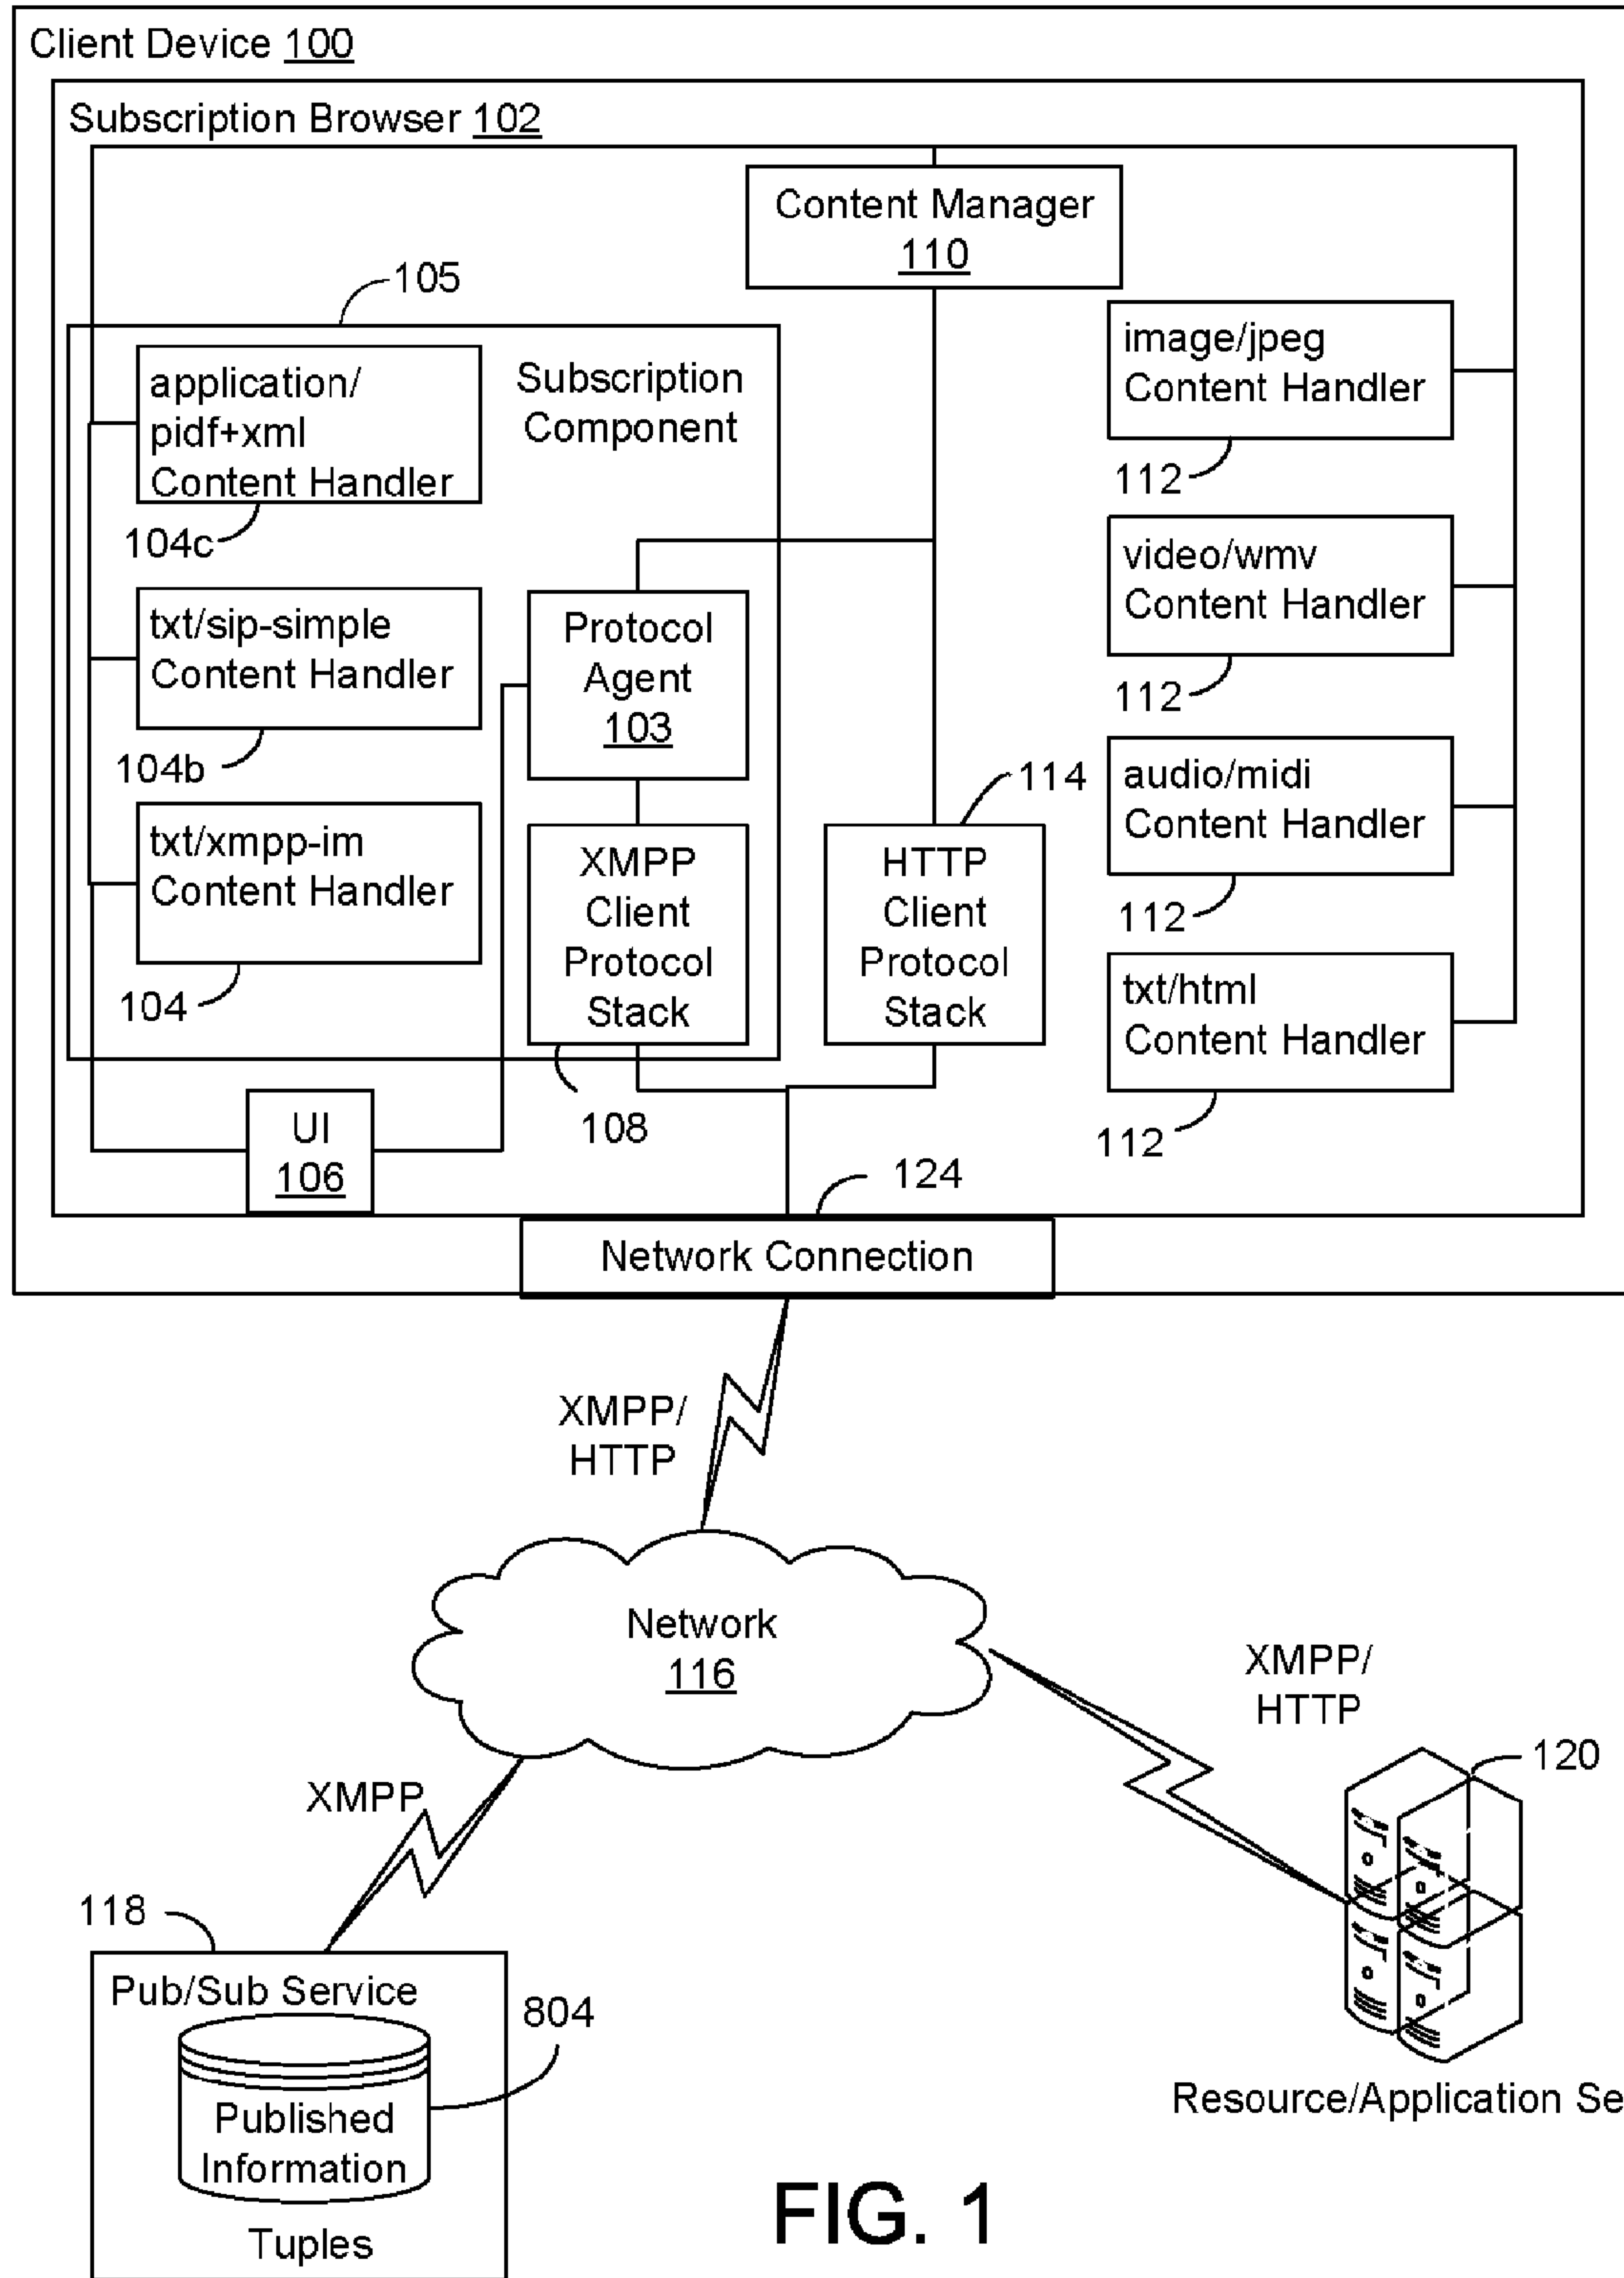 Client Device 100
Subscription Browser 102
Content Manager
110
105
application/
pidf+xml
Content Handler
104c
Subscription
Component
txt/sip-simple
Content Handler
104b
txt/xmpp-im
Content Handler
104
Protocol
Agent
103
XMPP
Client
Protocol
Stack
108
HTTP
Client
Protocol
Stack
114
image/jpeg
Content Handler
112
video/wmv
Content Handler
112
audio/midi
Content Handler
112
txt/html
Content Handler
112
UI
106
124
Network Connection
XMPP/
HTTP
Network
116
XMPP/
HTTP
120
XMPP
118
Pub/Sub Service
804
Published
Information
Tuples
Resource/Application Se
FIG. 1